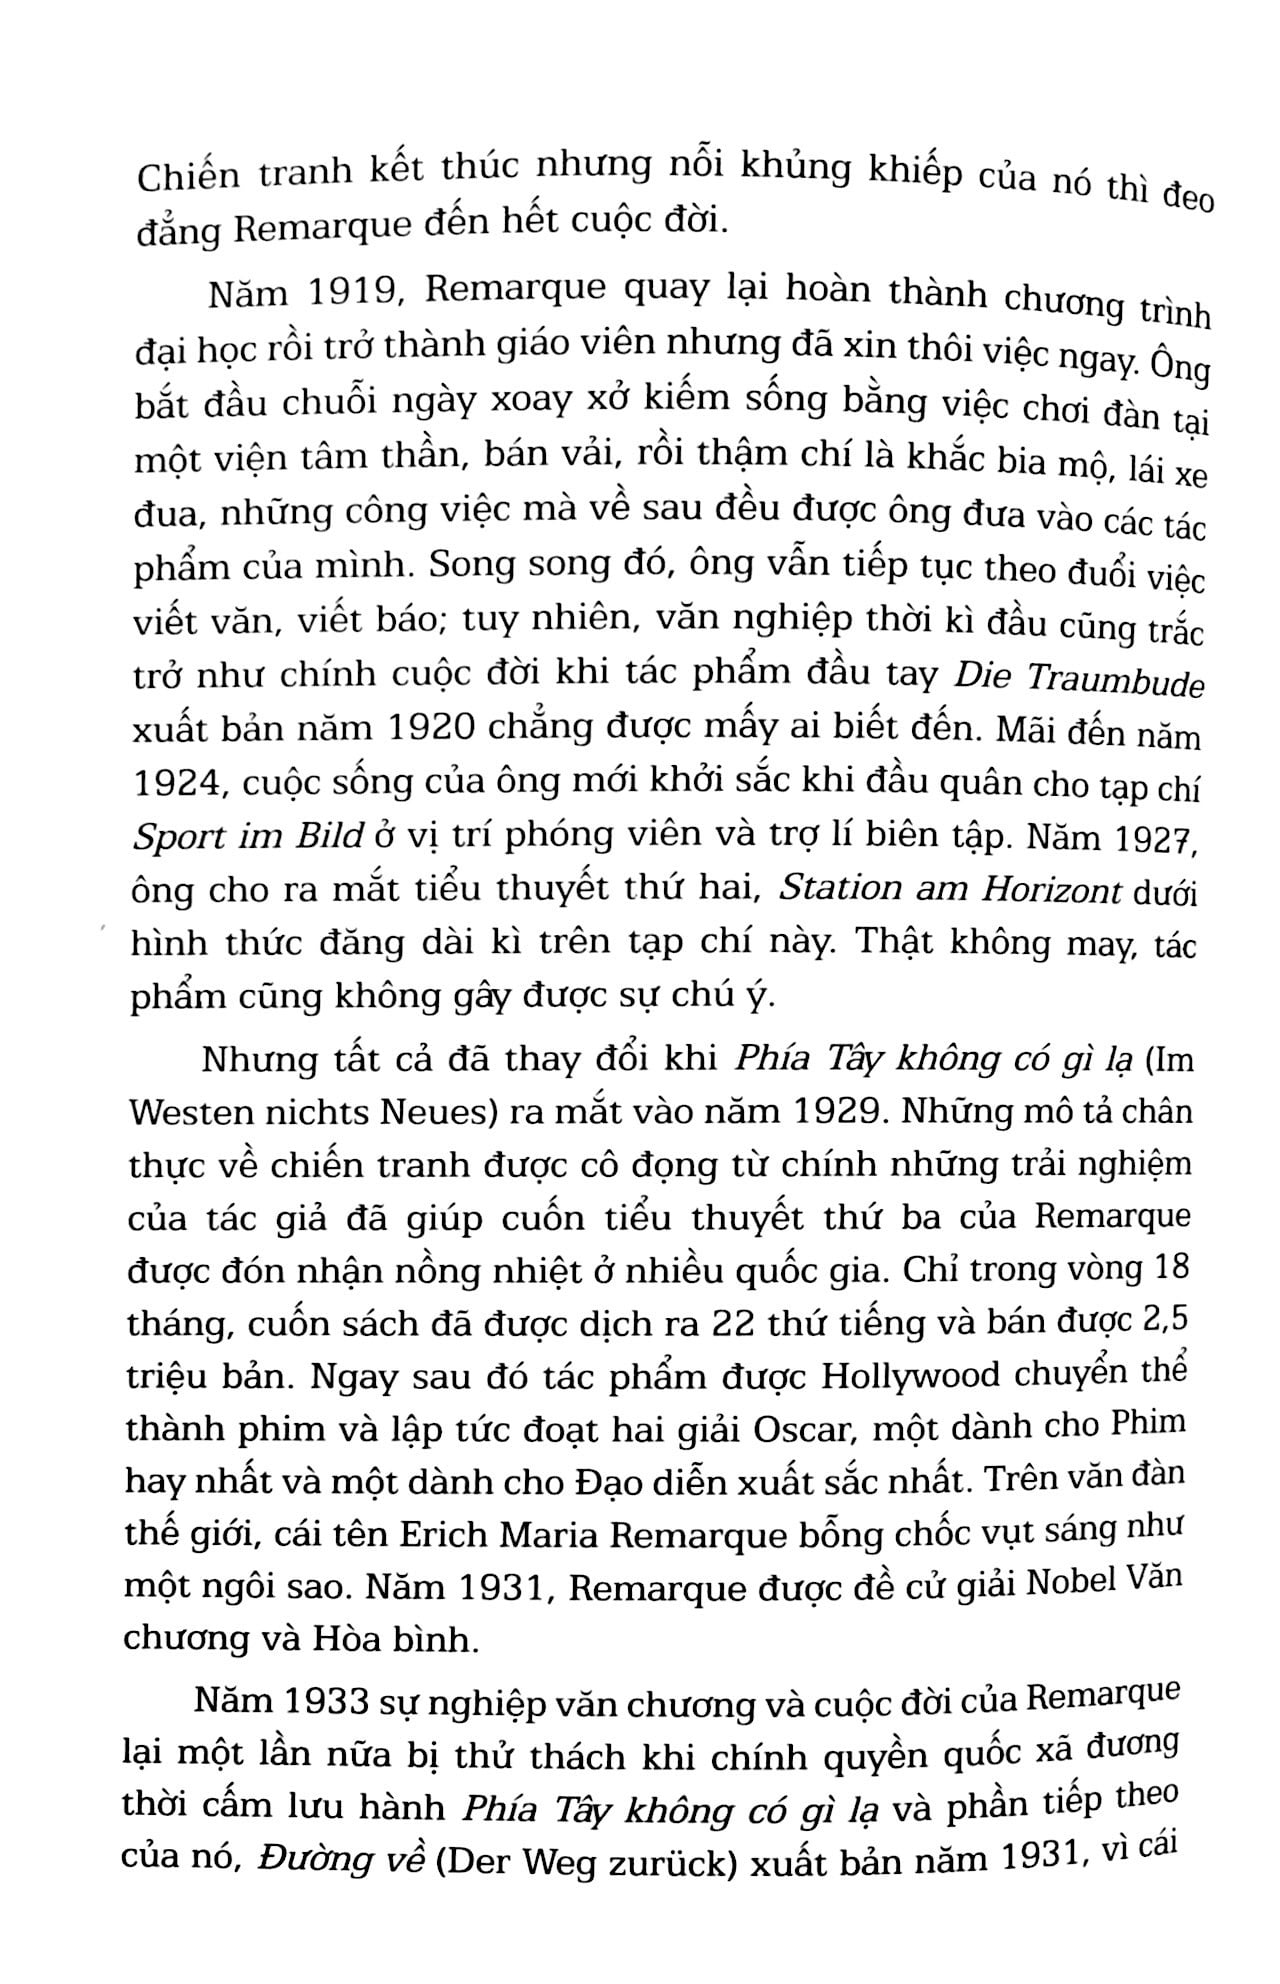 Chiến tranh kết thúc nhưng nỗi khủng khiếp của nó thì đeo
đẳng Remarque đến hết cuộc đời.
Năm 1919, Remarque quay lại hoàn thành chương trình
đại học rồi trở thành giáo viên nhưng đã xin thôi việc ngay. Ông
bắt đầu chuỗi ngày xoay xở kiếm sống bằng việc chơi đàn tại
một viện tâm thần, bán vải, rồi thậm chí là khắc bia mộ, lái xe
đua, những công việc mà về sau đều được ông đưa vào các tác
phẩm của mình. Song song đó, ông vẫn tiếp tục theo đuổi việc
viết văn, viết báo; tuy nhiên, văn nghiệp thời kì đầu cũng trắc
trở như chính cuộc đời khi tác phẩm đầu tay Die Traumbude
xuất bản năm 1920 chẳng được mấy ai biết đến. Mãi đến năm
1924, cuộc sống của ông mới khởi sắc khi đầu quân cho tạp chí
Sport im Bild ở vị trí phóng viên và trợ lí biên tập. Năm 1927,
ông cho ra mắt tiểu thuyết thứ hai, Station am Horizont dưới
hình thức đăng dài kì trên tạp chí này. Thật không may, tác
phẩm cũng không gây được sự chú ý.
Nhưng tất cả đã thay đổi khi Phía Tây không có gì lạ (Im
Westen nichts Neues) ra mắt vào năm 1929. Những mô tả chân
thực về chiến tranh được cô đọng từ chính những trải nghiệm
của tác giả đã giúp cuốn tiểu thuyết thứ ba của Remarque
được đón nhận nồng nhiệt ở nhiều quốc gia. Chỉ trong vòng 18
tháng, cuốn sách đã được dịch ra 22 thứ tiếng và bán được 2,5
triệu bản. Ngay sau đó tác phẩm được Hollywood chuyển thể
thành phim và lập tức đoạt hai giải Oscar, một dành cho Phim
hay nhất và một dành cho Đạo diễn xuất sắc nhất. Trên văn đàn
thế giới, cái tên Erich Maria Remarque bỗng chốc vụt sáng như
một ngôi sao. Năm 1931, Remarque được đề cử giải Nobel Văn
chương và Hòa bình.
Năm 1933 sự nghiệp văn chương và cuộc đời của Remarque
lại một lần nữa bị thử thách khi chính quyền quốc xã đương
thời cấm lưu hành Phía Tây không có gì lạ và phần tiếp theo
của nó, Đường về (Der Weg zurück) xuất bản năm 1931, vì cái